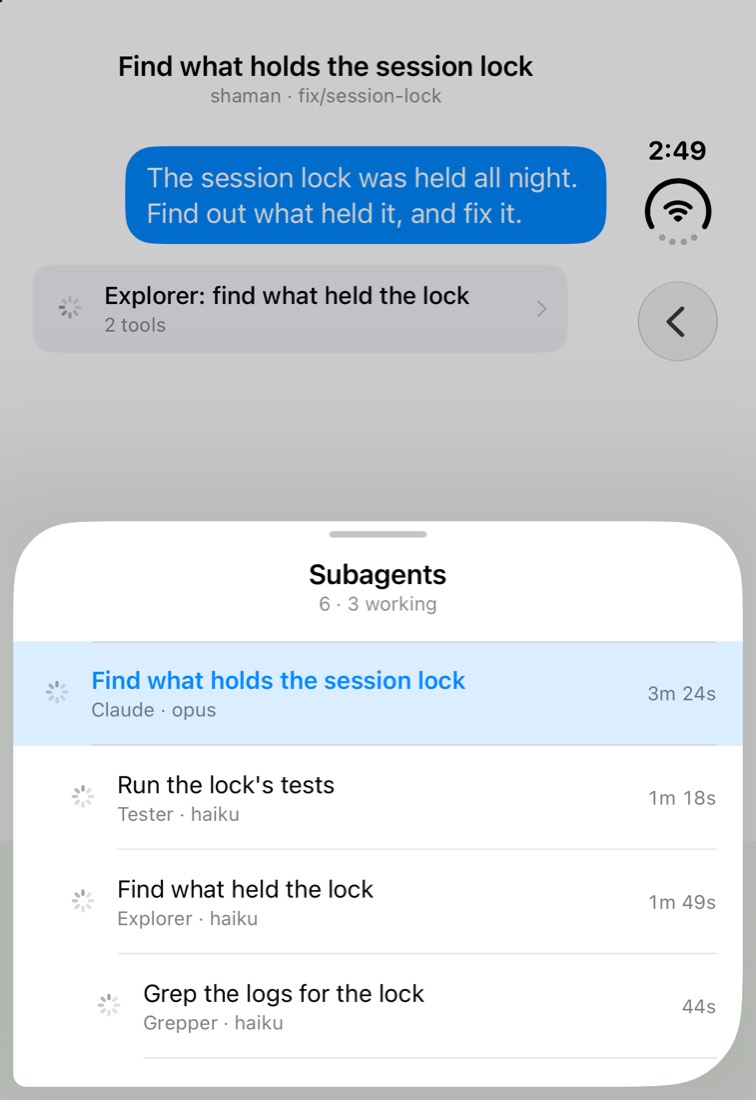 Find what holds the session lock
shaman · fix/session-lock
2:49
The session lock was held all night.
Find out what held it, and fix it.
Explorer: find what held the lock
2 tools
Subagents
6 · 3 working
Find what holds the session lock
Claude · opus
3m 24s
Run the lock's tests
Tester · haiku
1m 18s
Find what held the lock
Explorer · haiku
1m 49s
Grep the logs for the lock
Grepper · haiku
44s